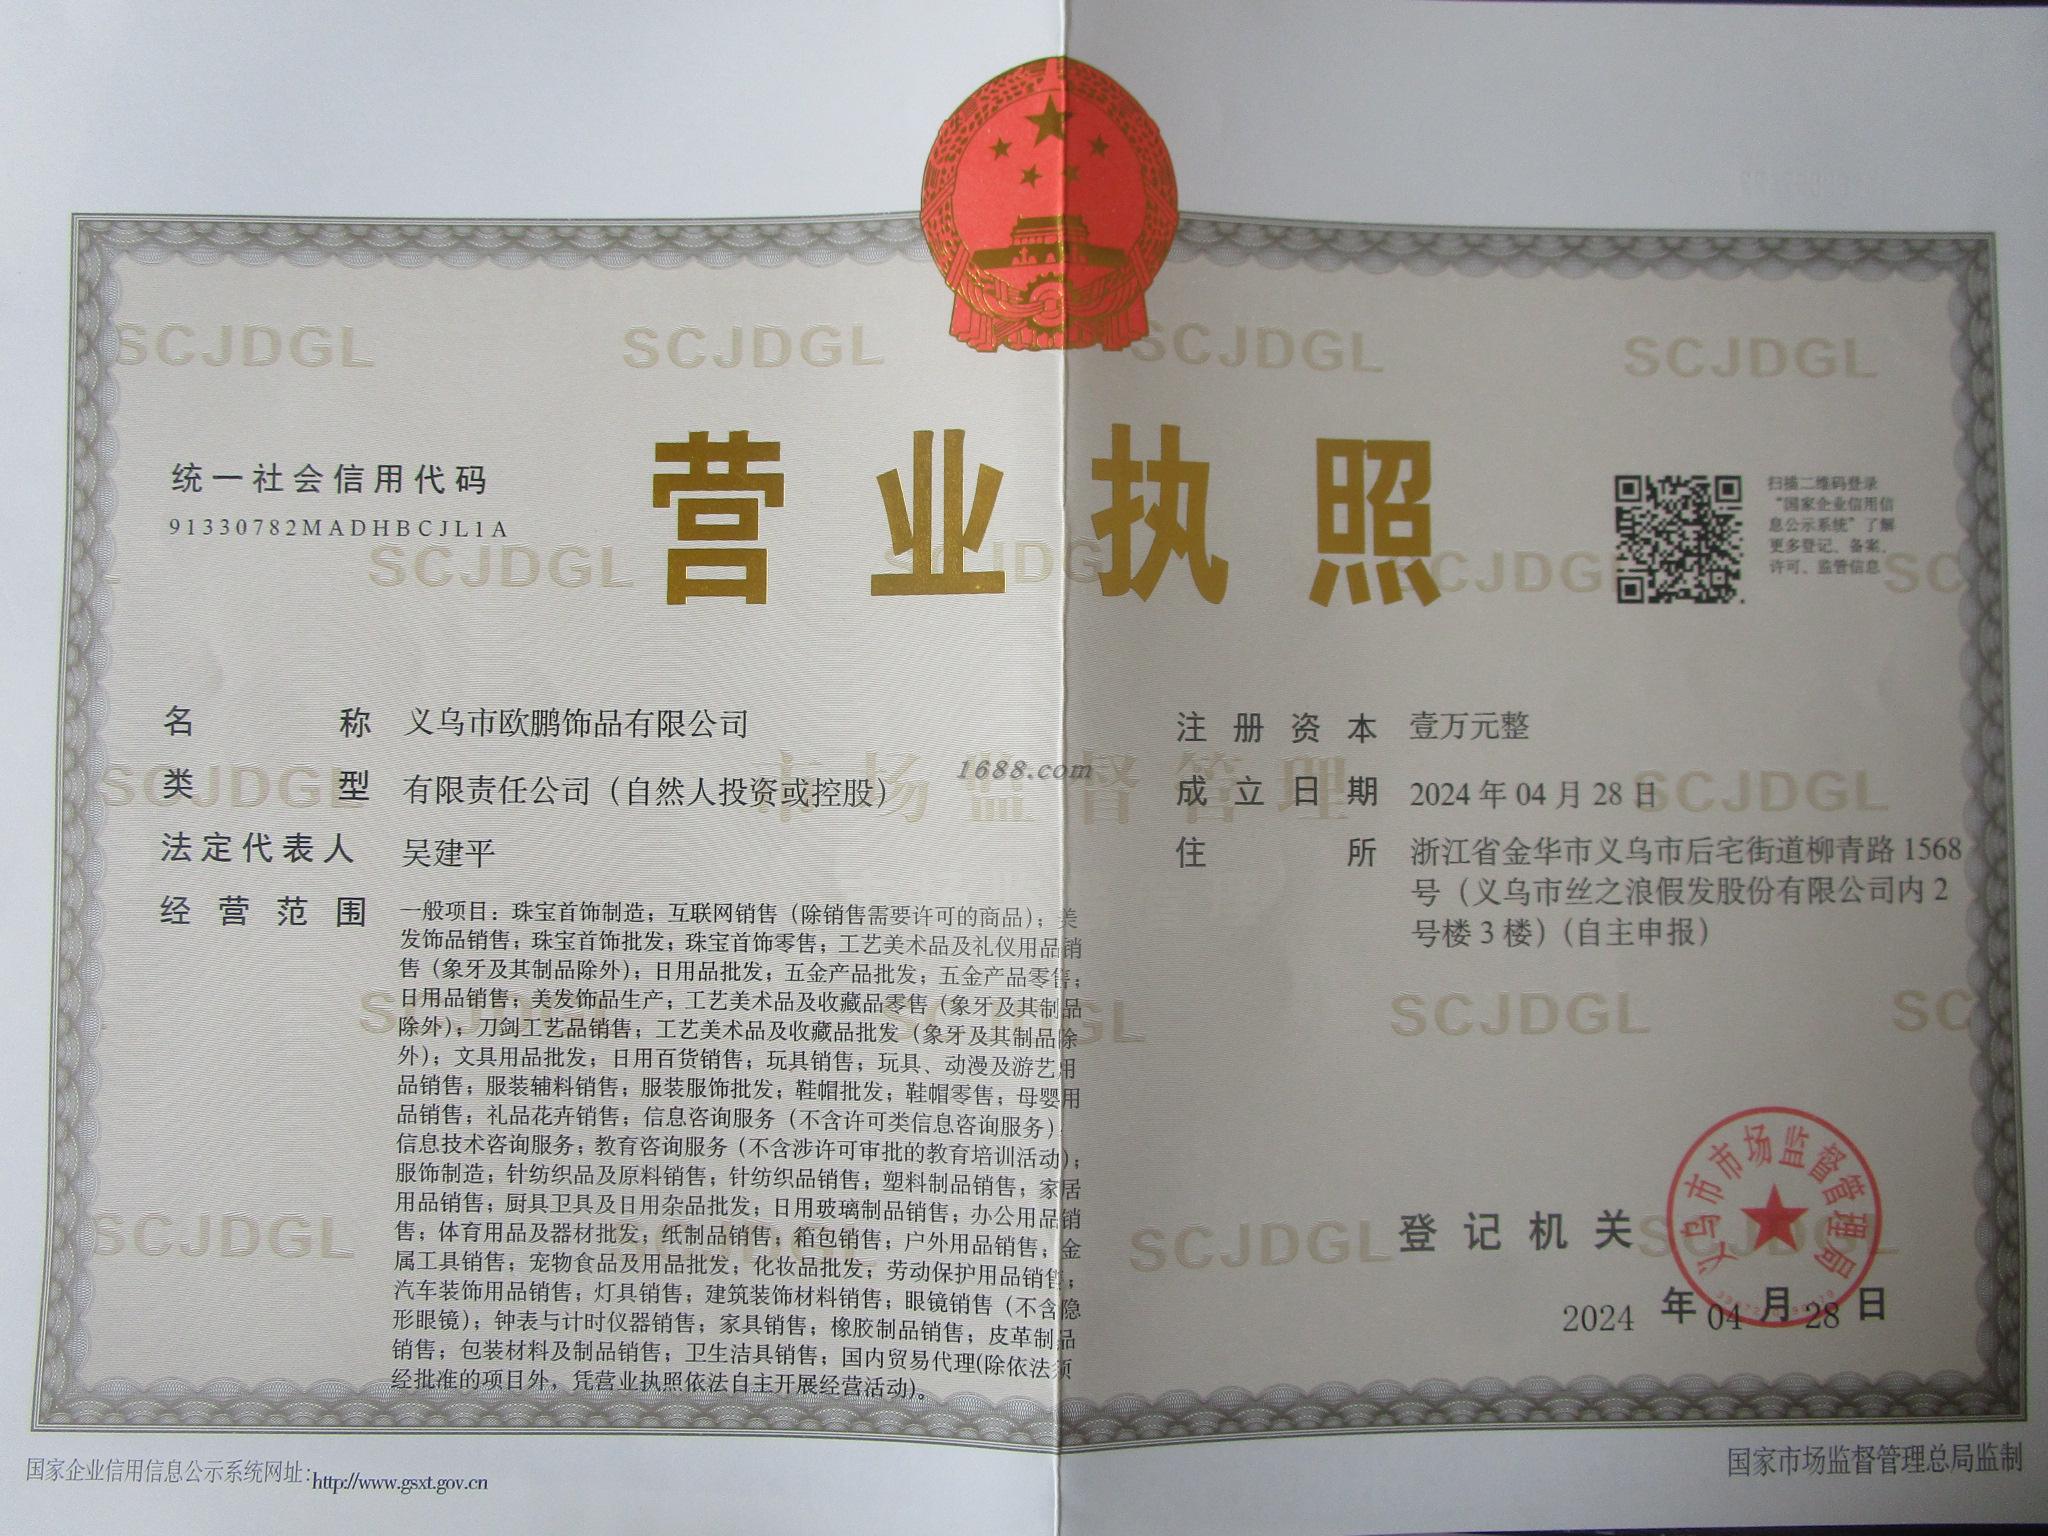 营业执照
统一社会信用代码
91330782MADHBCJL1A
扫描二维码登录
“国家企业信用信
息公示系统”了解
更多登记、备案、
许可、监管信息
名称 义乌市欧鹏饰品有限公司
类型 有限责任公司（自然人投资或控股）
法定代表人 吴建平
经营范围 一般项目：珠宝首饰制造；互联网销售（除销售需要许可的商品）；美
发饰品销售；珠宝首饰批发；珠宝首饰零售；工艺美术品及礼仪用品销
售（象牙及其制品除外）；日用品批发；五金产品批发；五金产品零售；
日用品销售；美发饰品生产；工艺美术品及收藏品零售（象牙及其制品
除外）；刀剑工艺品销售；工艺美术品及收藏品批发（象牙及其制品除
外）；文具用品批发；日用百货销售；玩具销售；玩具、动漫及游艺用
品销售；服装辅料销售；服装服饰批发；鞋帽批发；鞋帽零售；母婴用
品销售；礼品花卉销售；信息咨询服务（不含许可类信息咨询服务）；
信息技术咨询服务；教育咨询服务（不含涉许可审批的教育培训活动）；
服饰制造；针纺织品及原料销售；针纺织品销售；塑料制品销售；家居
用品销售；厨具卫具及日用杂品批发；日用玻璃制品销售；办公用品销
售；体育用品及器材批发；纸制品销售；箱包销售；户外用品销售；金
属工具销售；宠物食品及用品批发；化妆品批发；劳动保护用品销售；
汽车装饰用品销售；灯具销售；建筑装饰材料销售；眼镜销售（不含隐
形眼镜）；钟表与计时仪器销售；家具销售；橡胶制品销售；皮革制品
销售；包装材料及制品销售；卫生洁具销售；国内贸易代理(除依法须
经批准的项目外，凭营业执照依法自主开展经营活动)。
注册资本 壹万元整
成立日期 2024年04月28日
住所 浙江省金华市义乌市后宅街道柳青路1568
号（义乌市丝之浪假发股份有限公司内2
号楼3楼）（自主申报）
1688.com
市场监督管理
SCJDGL SCJDGL SCJDGL SCJDGL
登记机关
义乌市市场监督管理局
2024年04月28日
国家企业信用信息公示系统网址：http://www.gsxt.gov.cn
国家市场监督管理总局监制